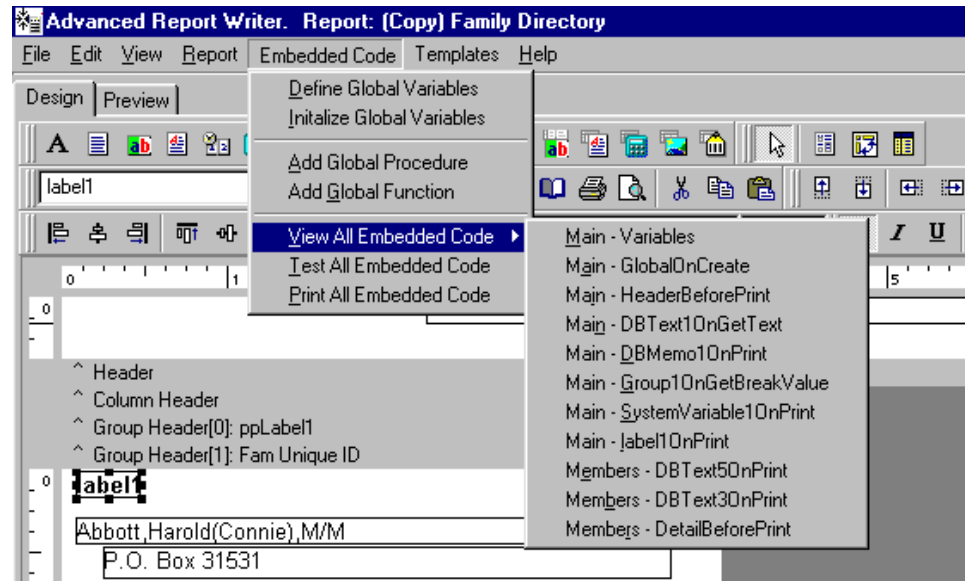 Advanced Report Writer. Report: (Copy) Family Directory
File Edit View Report Embedded Code Templates Help
Design Preview
Define Global Variables
Initalize Global Variables
Add Global Procedure
Add Global Function
View All Embedded Code
Test All Embedded Code
Print All Embedded Code
Main - Variables
Main - GlobalOnCreate
Main - HeaderBeforePrint
Main - DBText1OnGetText
Main - DBMemo1OnPrint
Main - Group1OnGetBreakValue
Main - SystemVariable1OnPrint
Main - label1OnPrint
Members - DBText5OnPrint
Members - DBText3OnPrint
Members - DetailBeforePrint
A ab ab
label1
I U
0 1 5
0
^ Header
^ Column Header
^ Group Header[0]: ppLabel1
^ Group Header[1]: Fam Unique ID
0
label1
Abbott,Harold(Connie),M/M
P.O. Box 31531